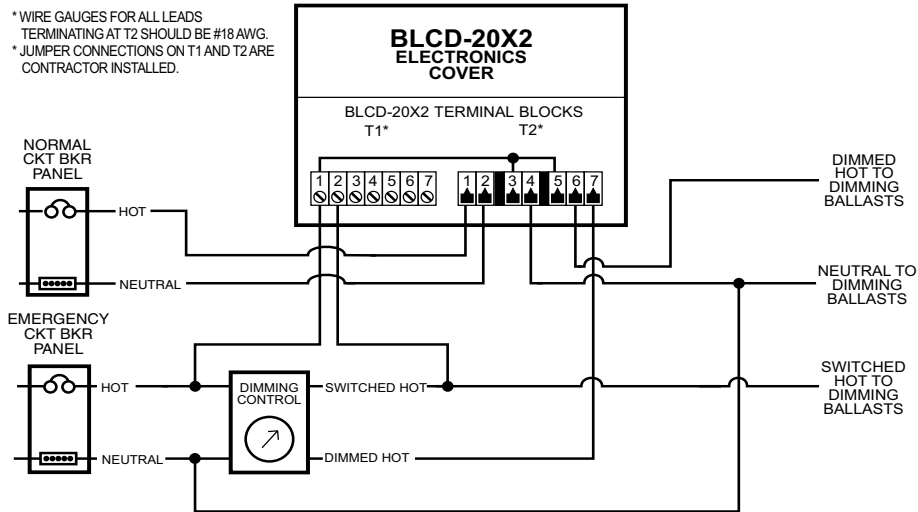 * WIRE GAUGES FOR ALL LEADS
TERMINATING AT T2 SHOULD BE #18 AWG.
* JUMPER CONNECTIONS ON T1 AND T2 ARE
CONTRACTOR INSTALLED.
BLCD-20X2
ELECTRONICS
COVER
BLCD-20X2 TERMINAL BLOCKS
T1* T2*
1 2 3 4 5 6 7
1 2 3 4 5 6 7
NORMAL
CKT BKR
PANEL
HOT
NEUTRAL
EMERGENCY
CKT BKR
PANEL
HOT
NEUTRAL
DIMMING
CONTROL
SWITCHED HOT
DIMMED HOT
DIMMED
HOT TO
DIMMING
BALLASTS
NEUTRAL TO
DIMMING
BALLASTS
SWITCHED
HOT TO
DIMMING
BALLASTS